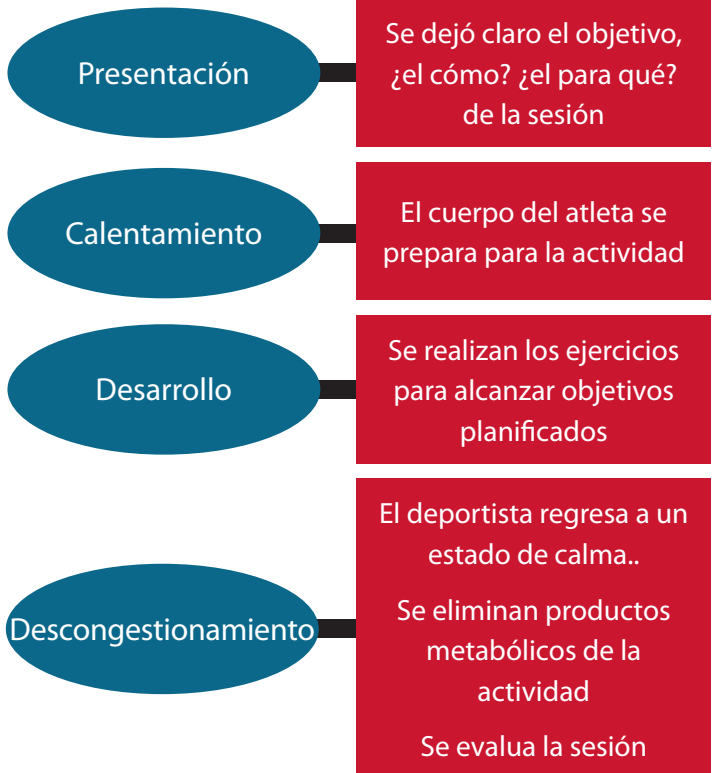 Presentación
Se dejó claro el objetivo,
¿el cómo? ¿el para qué?
de la sesión
Calentamiento
El cuerpo del atleta se
prepara para la actividad
Desarrollo
Se realizan los ejercicios
para alcanzar objetivos
planificados
Descongestionamiento
El deportista regresa a un
estado de calma..
Se eliminan productos
metabólicos de la
actividad
Se evalua la sesión